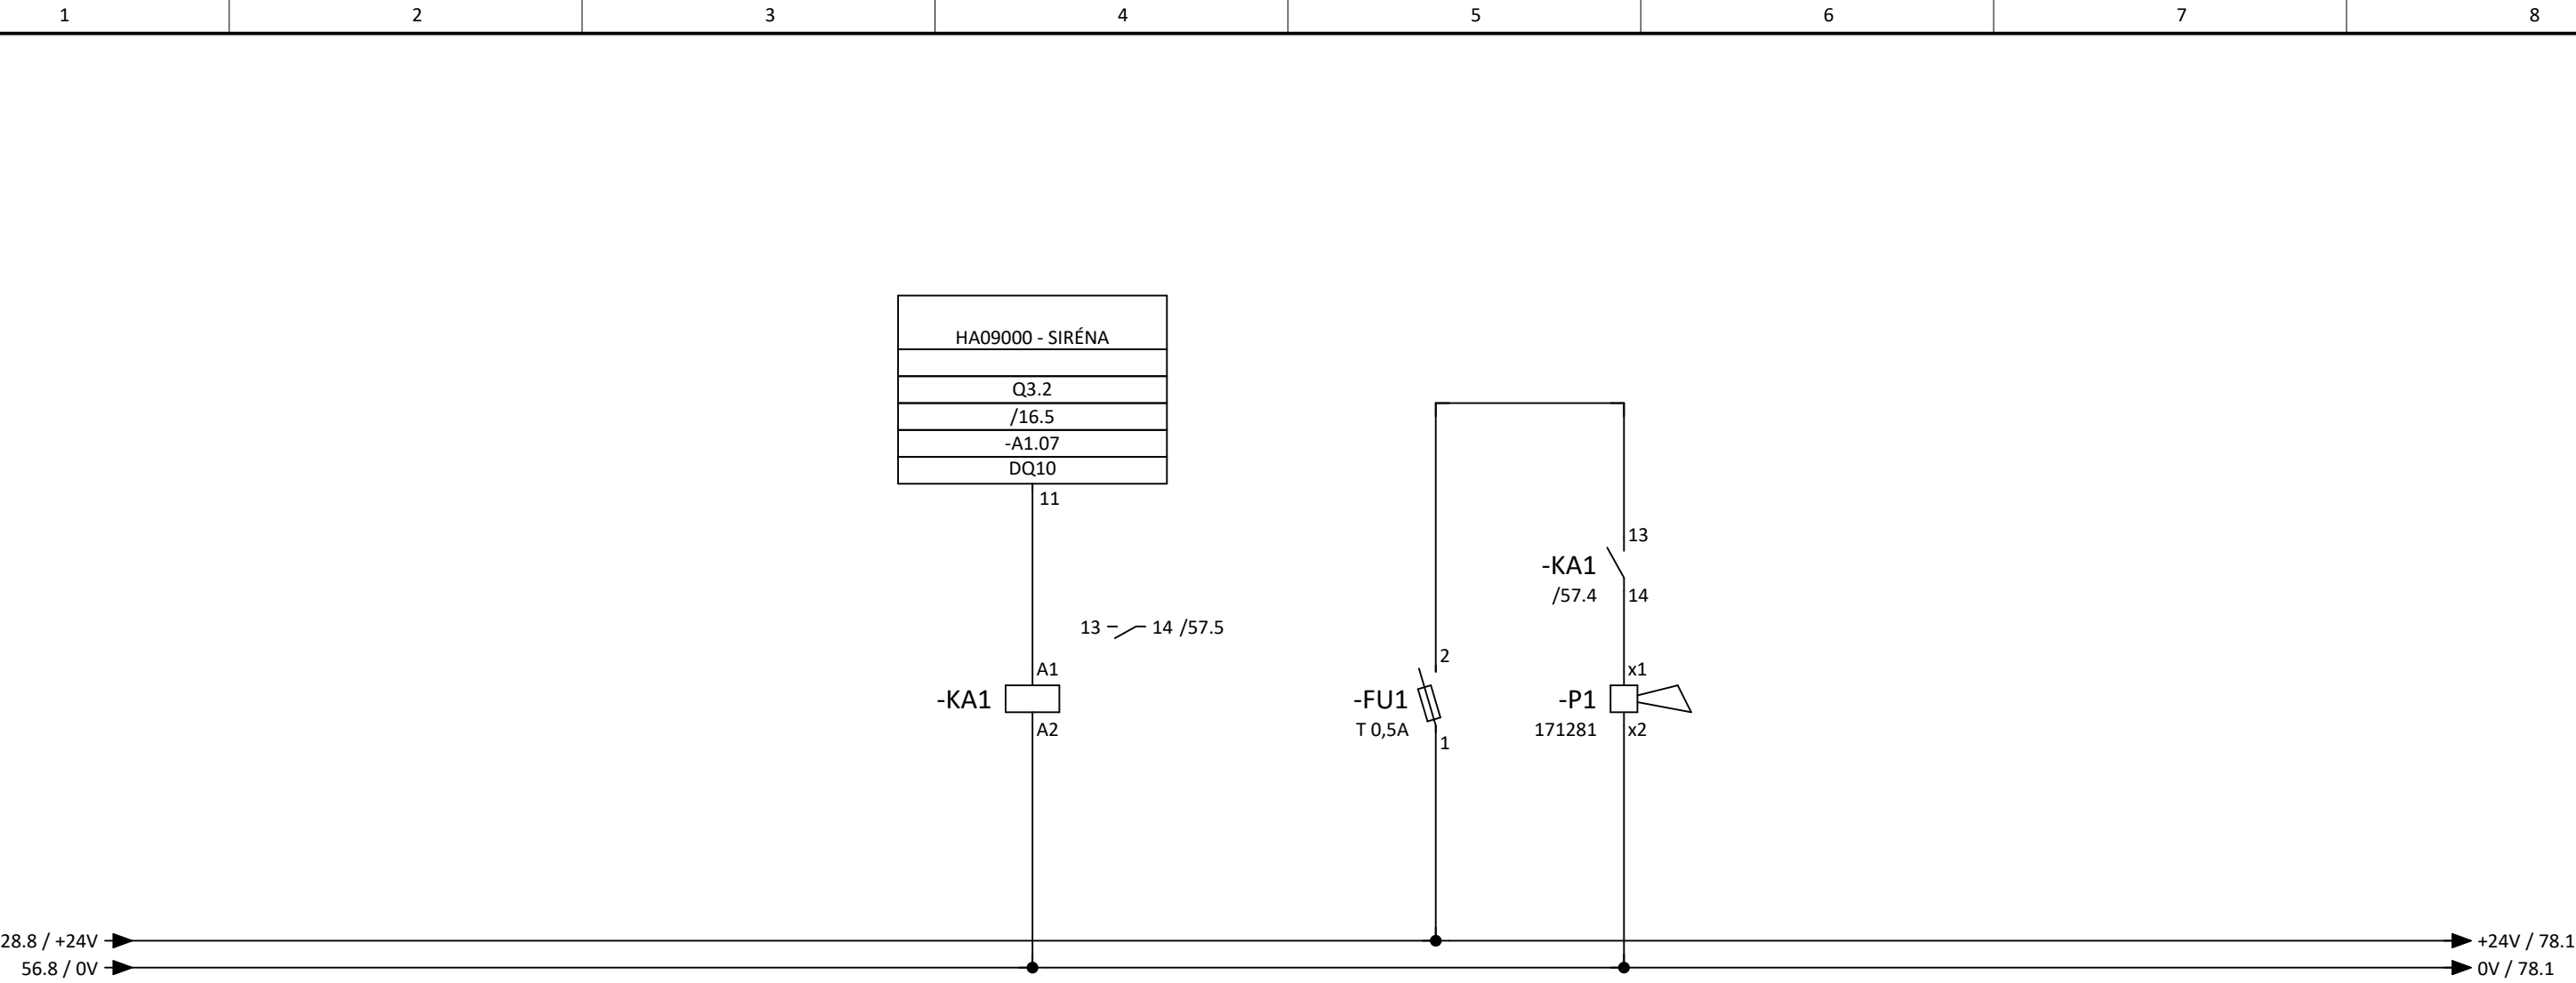 1 2 3 4 5 6 7 8
HA09000 - SIRÉNA
Q3.2
/16.5
-A1.07
DQ10
11
13
-KA1
/57.4
14
13 14 /57.5
2
A1
x1
-KA1
-FU1
-P1
A2
T 0,5A
171281
x2
1
28.8 / +24V
+24V / 78.1
56.8 / 0V
0V / 78.1